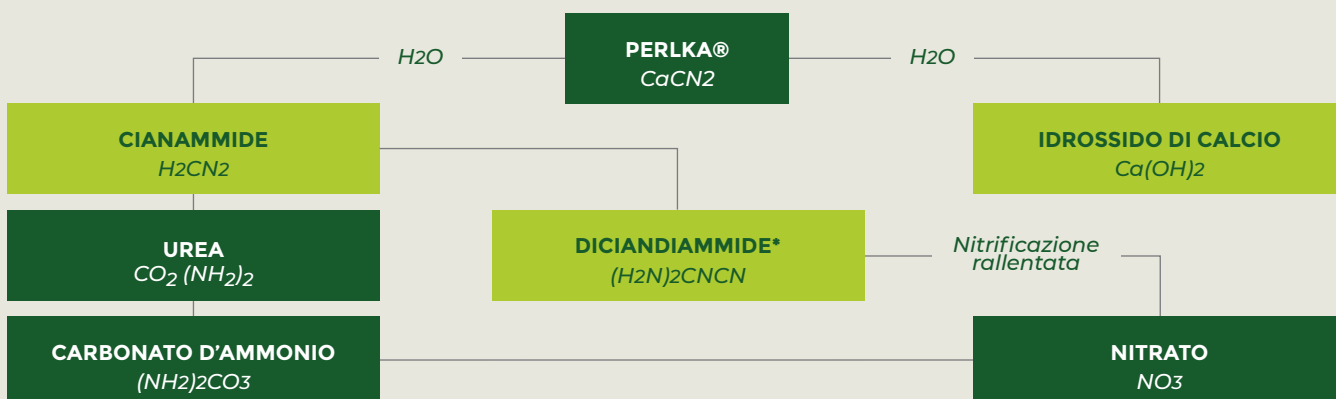 PERLKA®
CaCN2
H2O
H2O
CIANAMMIDE
H2CN2
IDROSSIDO DI CALCIO
Ca(OH)2
UREA
CO2 (NH2)2
DICIANDIAMMIDE*
(H2N)2CNCN
Nitrificazione
rallentata
CARBONATO D’AMMONIO
(NH2)2CO3
NITRATO
NO3